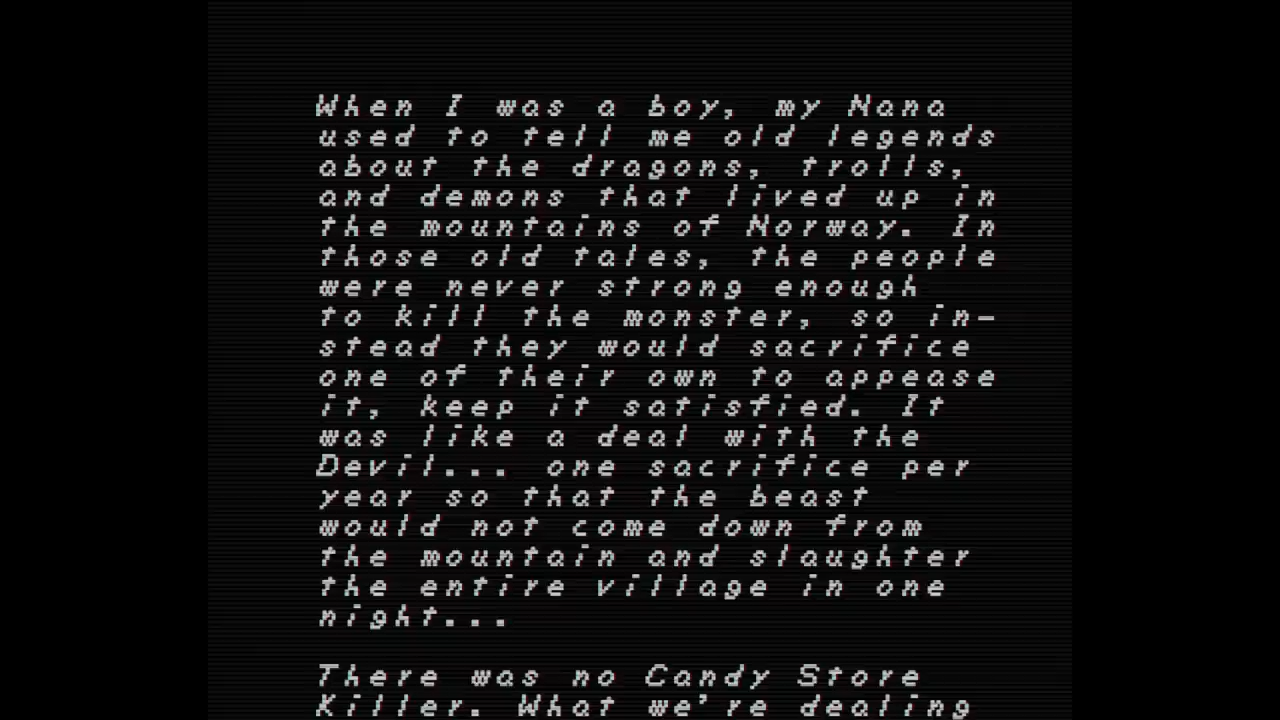 When I was a boy, my Nana
used to tell me old legends
about the dragons, trolls,
and demons that lived up in
the mountains of Norway. In
those old tales, the people
were never strong enough
to kill the monster, so in-
stead they would sacrifice
one of their own to appease
it, keep it satisfied. It
was like a deal with the
Devil... one sacrifice per
year so that the beast
would not come down from
the mountain and slaughter
the entire village in one
night...
There was no Candy Store
Killer. What we're dealing